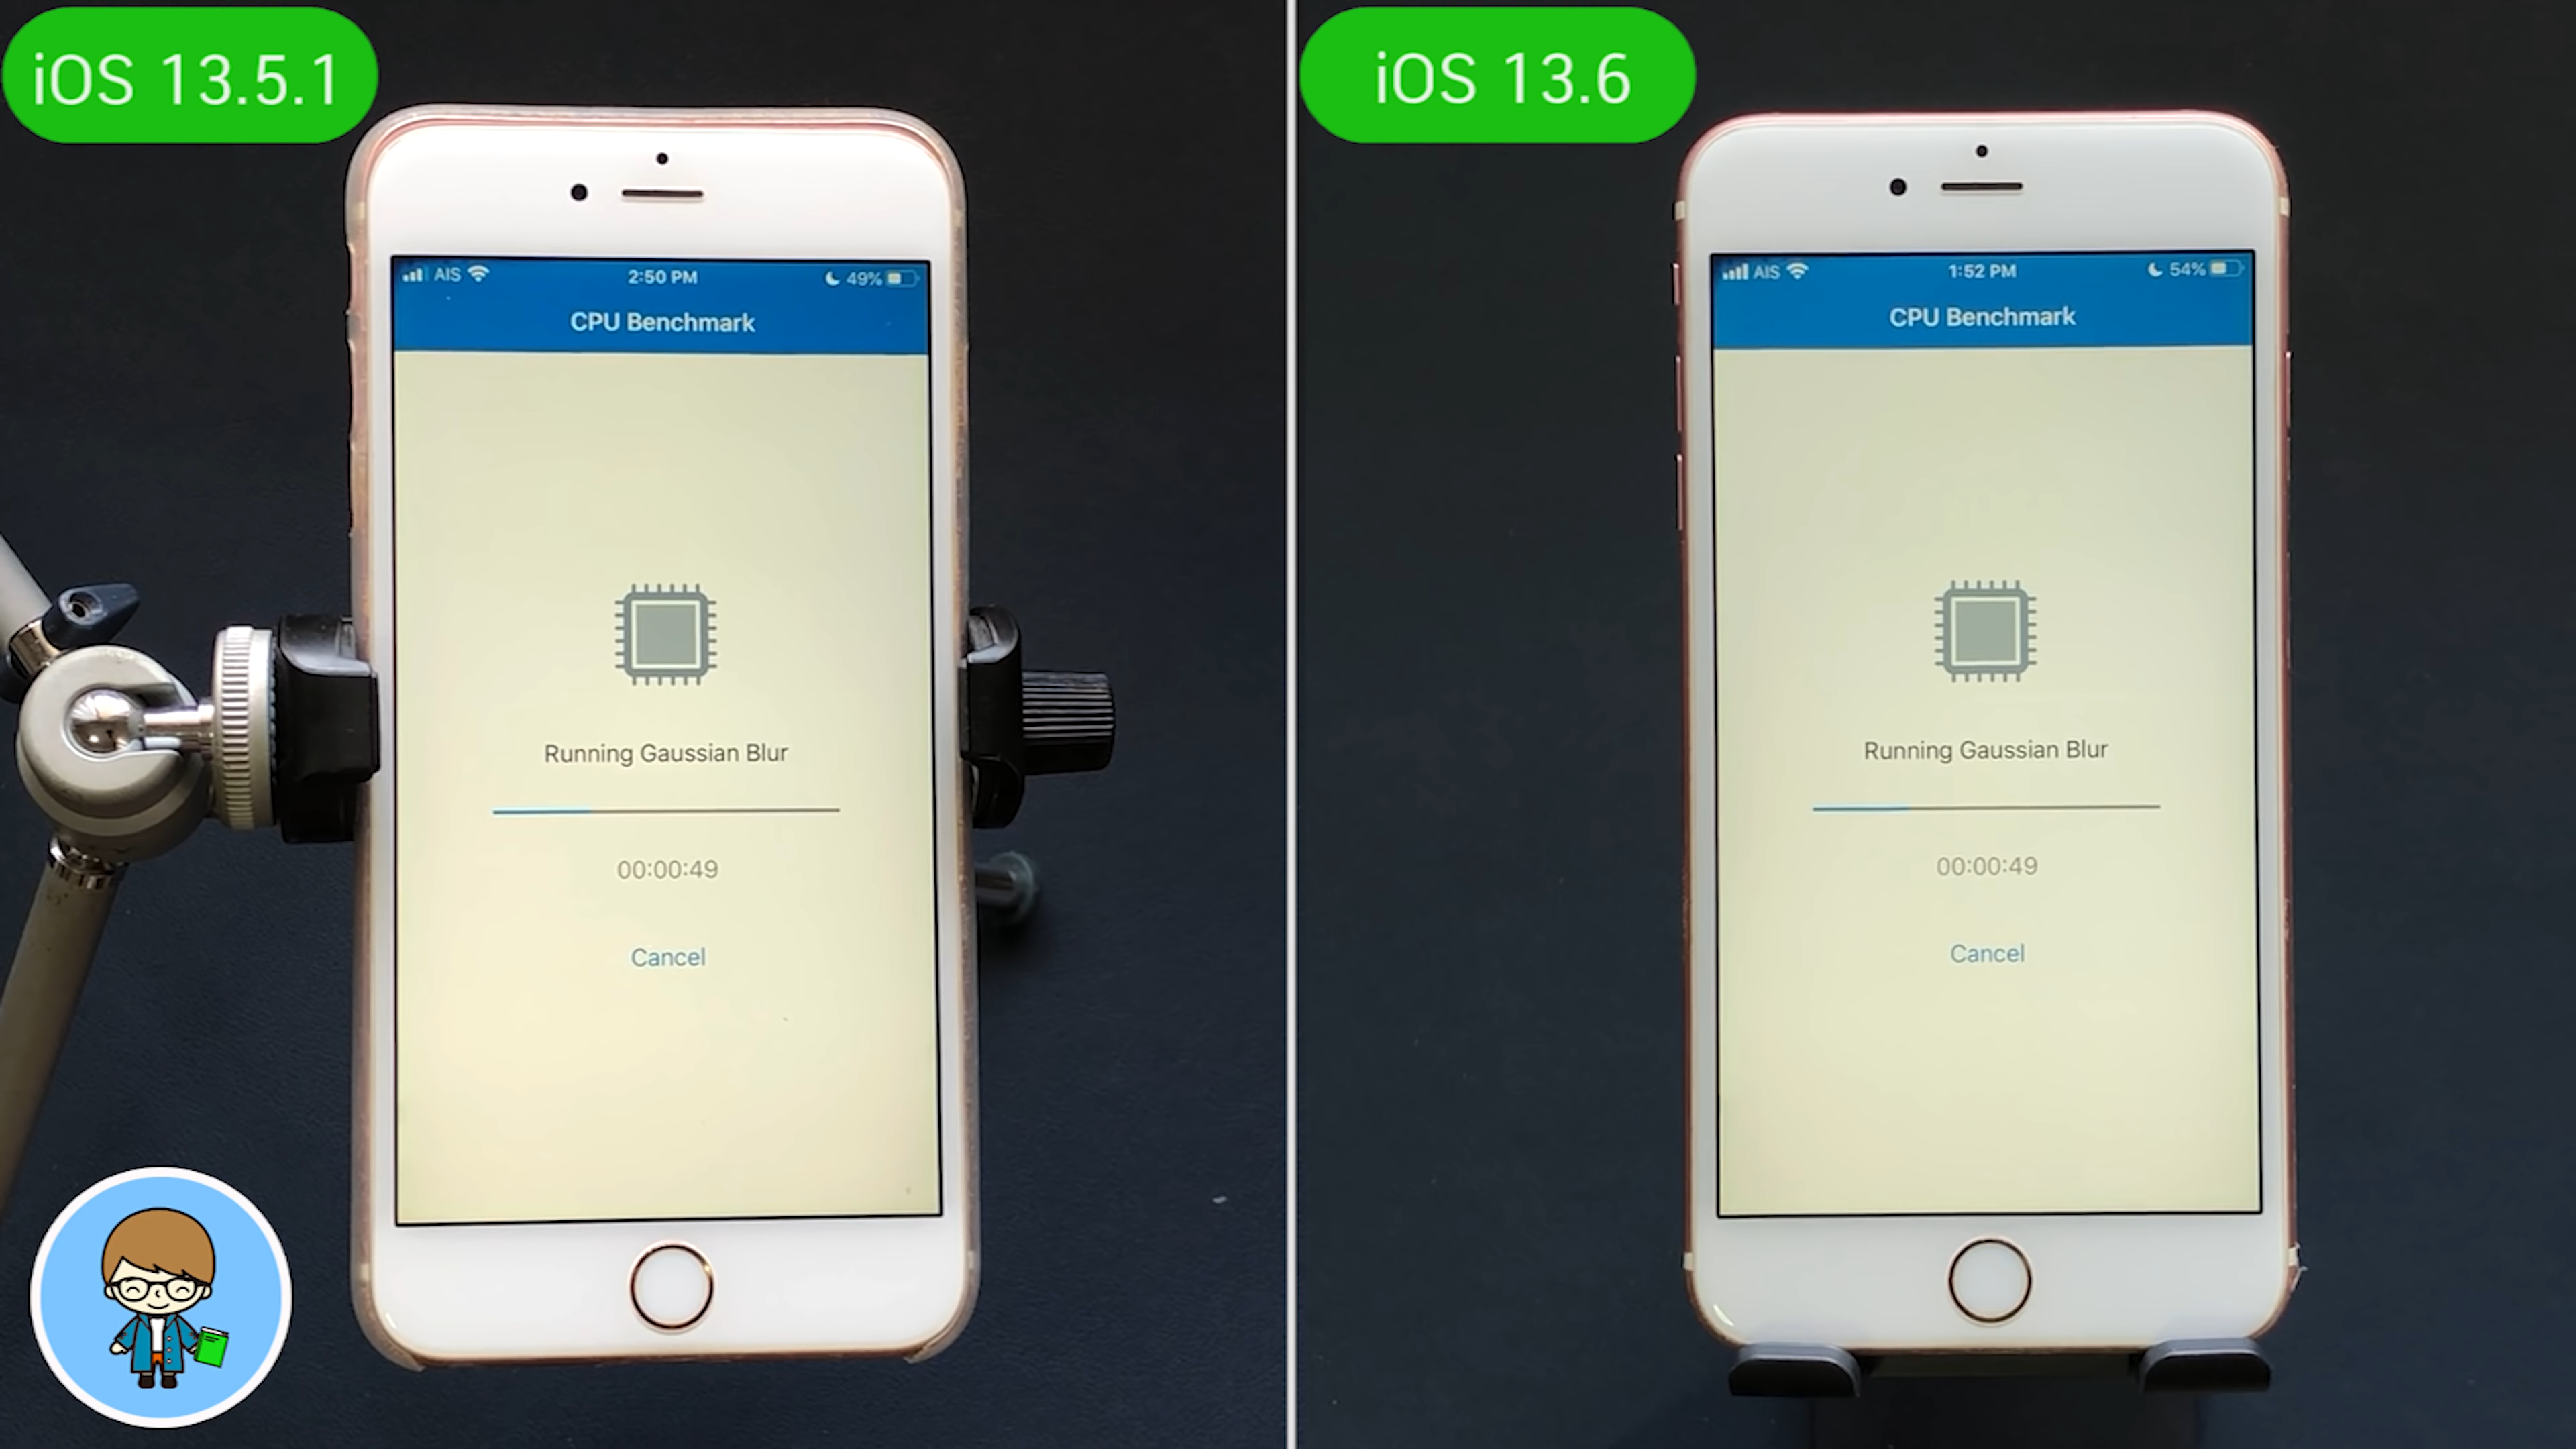 iOS 13.5.1
AIS
2:50 PM
49%
CPU Benchmark
Running Gaussian Blur
00:00:49
Cancel
iOS 13.6
AIS
1:52 PM
54%
CPU Benchmark
Running Gaussian Blur
00:00:49
Cancel